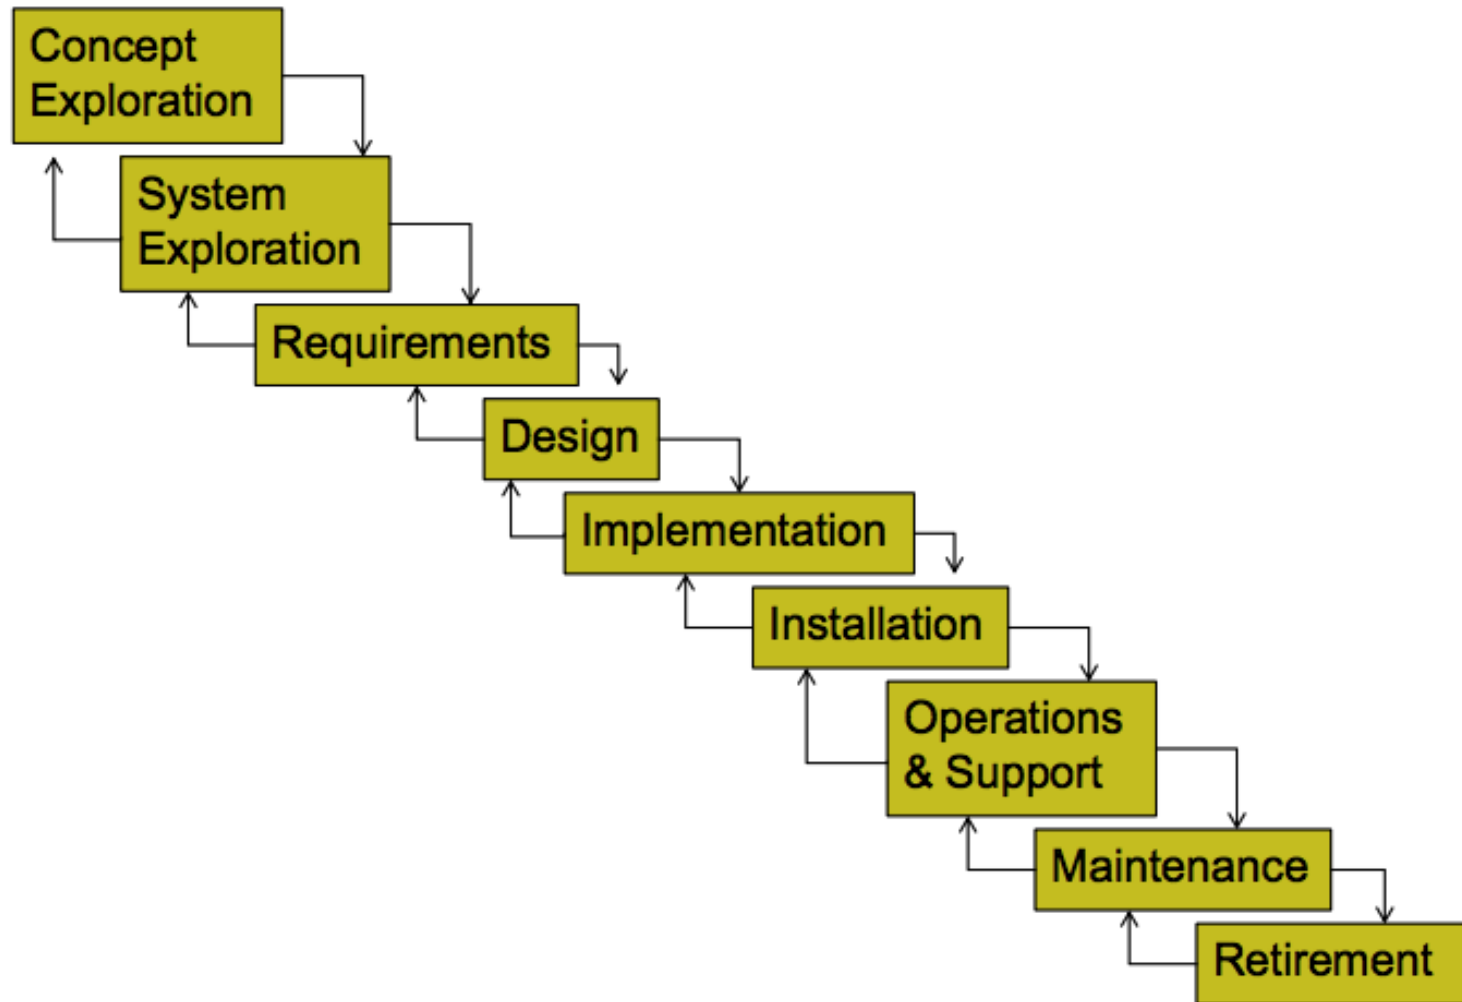 Concept
Exploration
System
Exploration
Requirements
Design
Implementation
Installation
Operations
& Support
Maintenance
Retirement